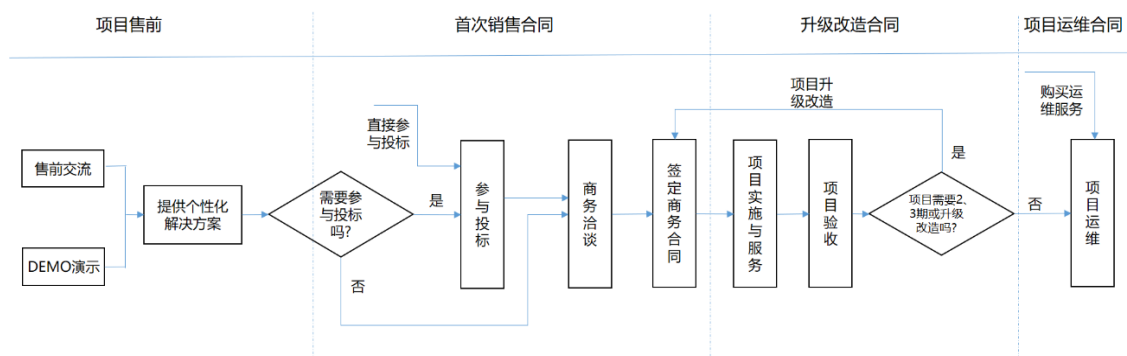 项目售前
首次销售合同
升级改造合同
项目运维合同
售前交流
DEMO演示
提供个性化
解决方案
需要参
与投标
吗?
是
否
直接参
与投标
参与投标
商务洽谈
签定商务合同
项目升
级改造
项目实施与服务
项目验收
项目需要2、
3期或升级
改造吗?
是
否
购买运
维服务
项目运维